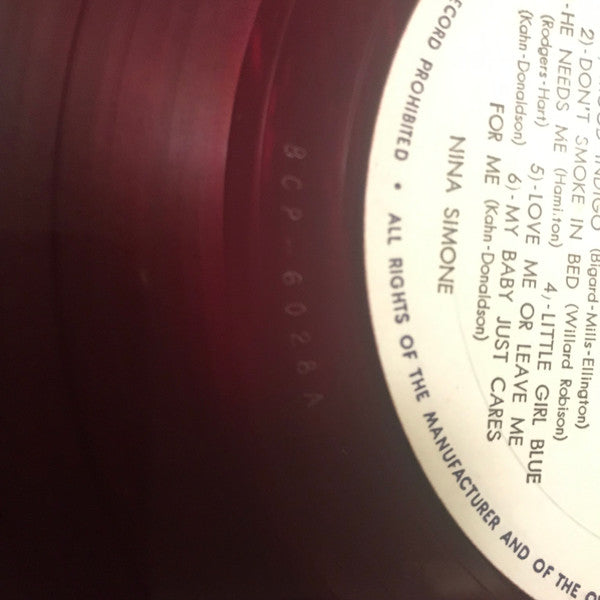 INDIGO (Bigard-Mills-Ellington)
2)-DON'T SMOKE IN BED (Willard Robison)
-HE NEEDS ME (Hamilton) 4)-LITTLE GIRL BLUE
(Rodgers-Hart) 5)-LOVE ME OR LEAVE ME
(Kahn-Donaldson) 6)-MY BABY JUST CARES
FOR ME (Kahn-Donaldson)
NINA SIMONE
PROHIBITED • ALL RIGHTS OF THE MANUFACTURER AND OF THE
BCP 6028A